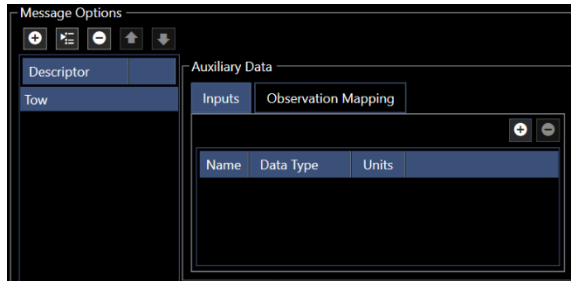 Message Options
Descriptor
Tow
Auxiliary Data
Inputs Observation Mapping
Name Data Type Units